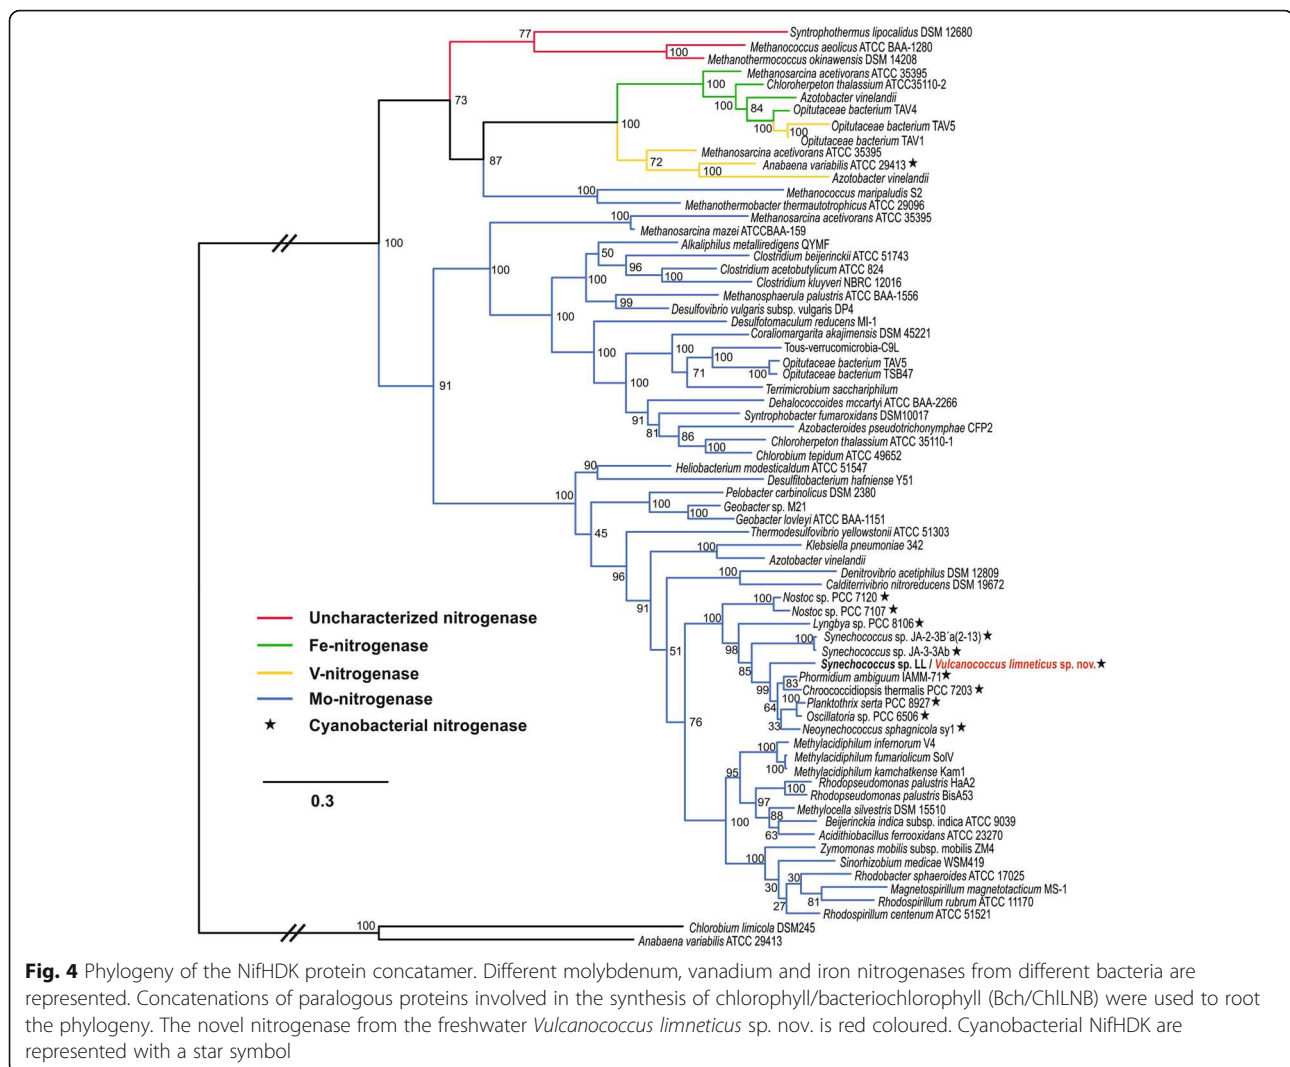 77
Syntrophothermus lipocalidus DSM 12680
100
Methanococcus aeolicus ATCC BAA-1280
Methanothermococcus okinawensis DSM 14208
73
Methanosarcina acetivorans ATCC 35395
100
Chloroherpeton thalassium ATCC35110-2
100
Azotobacter vinelandii
84
Opitutaceae bacterium TAV4
100
100
Opitutaceae bacterium TAV5
100
Opitutaceae bacterium TAV1
87
Methanosarcina acetivorans ATCC 35395
72
Anabaena variabilis ATCC 29413 ★
100
Azotobacter vinelandii
100
Methanococcus maripaludis S2
Methanothermobacter thermautotrophicus ATCC 29096
100
Methanosarcina acetivorans ATCC 35395
Methanosarcina mazei ATCCBAA-159
100
Alkaliphilus metalliredigens QYMF
50
Clostridium beijerinckii ATCC 51743
96
Clostridium acetobutylicum ATCC 824
100
100
Clostridium kluyveri NBRC 12016
100
Methanosphaerula palustris ATCC BAA-1556
99
Desulfovibrio vulgaris subsp. vulgaris DP4
100
Desulfotomaculum reducens MI-1
Coraliomargarita akajimensis DSM 45221
100
100
Tous-verrucomicrobia-C9L
100
Opitutaceae bacterium TAV5
71
100
Opitutaceae bacterium TSB47
100
Terrimicrobium sacchariphilum
91
Dehalococcoides mccartyi ATCC BAA-2266
91
Syntrophobacter fumaroxidans DSM10017
81
Azobacteroides pseudotrichonymphae CFP2
86
Chloroherpeton thalassium ATCC 35110-1
100
Chlorobium tepidum ATCC 49652
90
Heliobacterium modesticaldum ATCC 51547
Desulfitobacterium hafniense Y51
100
Pelobacter carbinolicus DSM 2380
100
Geobacter sp. M21
100
Geobacter lovleyi ATCC BAA-1151
45
Thermodesulfovibrio yellowstonii ATCC 51303
100
Klebsiella pneumoniae 342
Azotobacter vinelandii
96
100
Denitrovibrio acetiphilus DSM 12809
Calditerrivibrio nitroreducens DSM 19672
91
100
Nostoc sp. PCC 7120 ★
Nostoc sp. PCC 7107 ★
Lyngbya sp. PCC 8106 ★
100
Synechococcus sp. JA-2-3B´a(2-13) ★
98
Synechococcus sp. JA-3-3Ab ★
51
85
Synechococcus sp. LL / Vulcanococcus limneticus sp. nov. ★
Phormidium ambiguum IAMM-71 ★
83
99
Chroococcidiopsis thermalis PCC 7203 ★
100
Planktothrix serta PCC 8927 ★
64
Oscillatoria sp. PCC 6506 ★
33
Neoynechococcus sphagnicola sy1 ★
76
100
Methylacidiphilum infernorum V4
Methylacidiphilum fumariolicum SolV
100
Methylacidiphilum kamchatkense Kam1
95
Rhodopseudomonas palustris HaA2
100
Rhodopseudomonas palustris BisA53
97
Methylocella silvestris DSM 15510
88
Beijerinckia indica subsp. indica ATCC 9039
100
63
Acidithiobacillus ferrooxidans ATCC 23270
Zymomonas mobilis subsp. mobilis ZM4
100
Sinorhizobium medicae WSM419
30
30
Rhodobacter sphaeroides ATCC 17025
Magnetospirillum magnetotacticum MS-1
81
Rhodospirillum rubrum ATCC 11170
27
Rhodospirillum centenum ATCC 51521
100
Chlorobium limicola DSM245
Anabaena variabilis ATCC 29413
Uncharacterized nitrogenase
Fe-nitrogenase
V-nitrogenase
Mo-nitrogenase
★ Cyanobacterial nitrogenase
0.3
Fig. 4 Phylogeny of the NifHDK protein concatamer. Different molybdenum, vanadium and iron nitrogenases from different bacteria are
represented. Concatenations of paralogous proteins involved in the synthesis of chlorophyll/bacteriochlorophyll (Bch/ChlLNB) were used to root
the phylogeny. The novel nitrogenase from the freshwater Vulcanococcus limneticus sp. nov. is red coloured. Cyanobacterial NifHDK are
represented with a star symbol